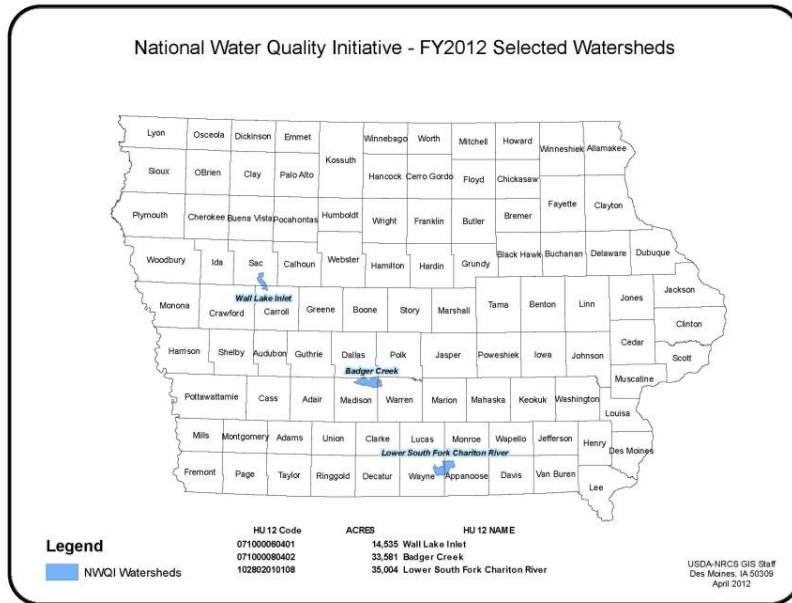 National Water Quality Initiative - FY2012 Selected Watersheds
Lyon Osceola Dickinson Emmet Winnebago Worth Mitchell Howard Winneshiek Allamakee
Kossuth
Sioux OBrien Clay Palo Alto Hancock Cerro Gordo Floyd Chickasaw
Plymouth Cherokee Buena Vista Pocahontas Humboldt Wright Franklin Butler Bremer Fayette Clayton
Woodbury Ida Sac Calhoun Webster Hamilton Hardin Grundy Black Hawk Buchanan Delaware Dubuque
Wall Lake Inlet
Monona Crawford Carroll Greene Boone Story Marshall Tama Benton Linn Jones Jackson
Clinton
Harrison Shelby Audubon Guthrie Dallas Polk Jasper Poweshiek Iowa Johnson Cedar Scott
Badger Creek
Muscatine
Pottawattamie Cass Adair Madison Warren Marion Mahaska Keokuk Washington
Louisa
Mills Montgomery Adams Union Clarke Lucas Monroe Wapello Jefferson Henry Des Moines
Lower South Fork Chariton River
Fremont Page Taylor Ringgold Decatur Wayne Appanoose Davis Van Buren Lee
HU 12 Code ACRES HU 12 NAME
071000060401 14,535 Wall Lake Inlet
071000080402 33,581 Badger Creek
102802010108 35,004 Lower South Fork Chariton River
Legend
NWQI Watersheds
USDA-NRCS GIS Staff
Des Moines, IA 50309
April 2012